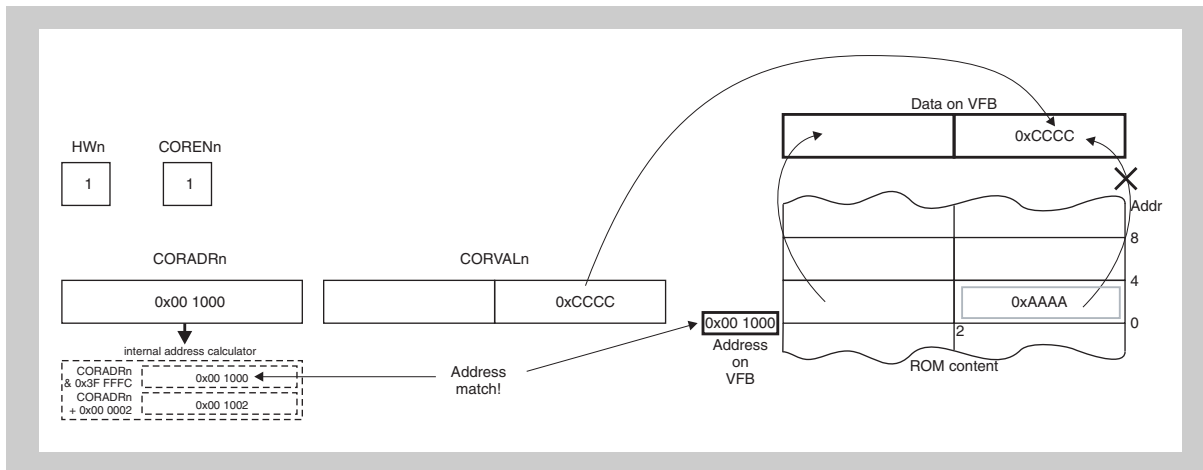 Data on VFB
0xCCCC
HWn
CORENn
1
1
Addr
8
CORADRn
CORVALn
4
0x00 1000
0xCCCC
0xAAAA
0x00 1000
0
2
Address
on
VFB
ROM content
internal address calculator
CORADRn
& 0x3F FFFC
0x00 1000
Address
match!
CORADRn
+ 0x00 0002
0x00 1002